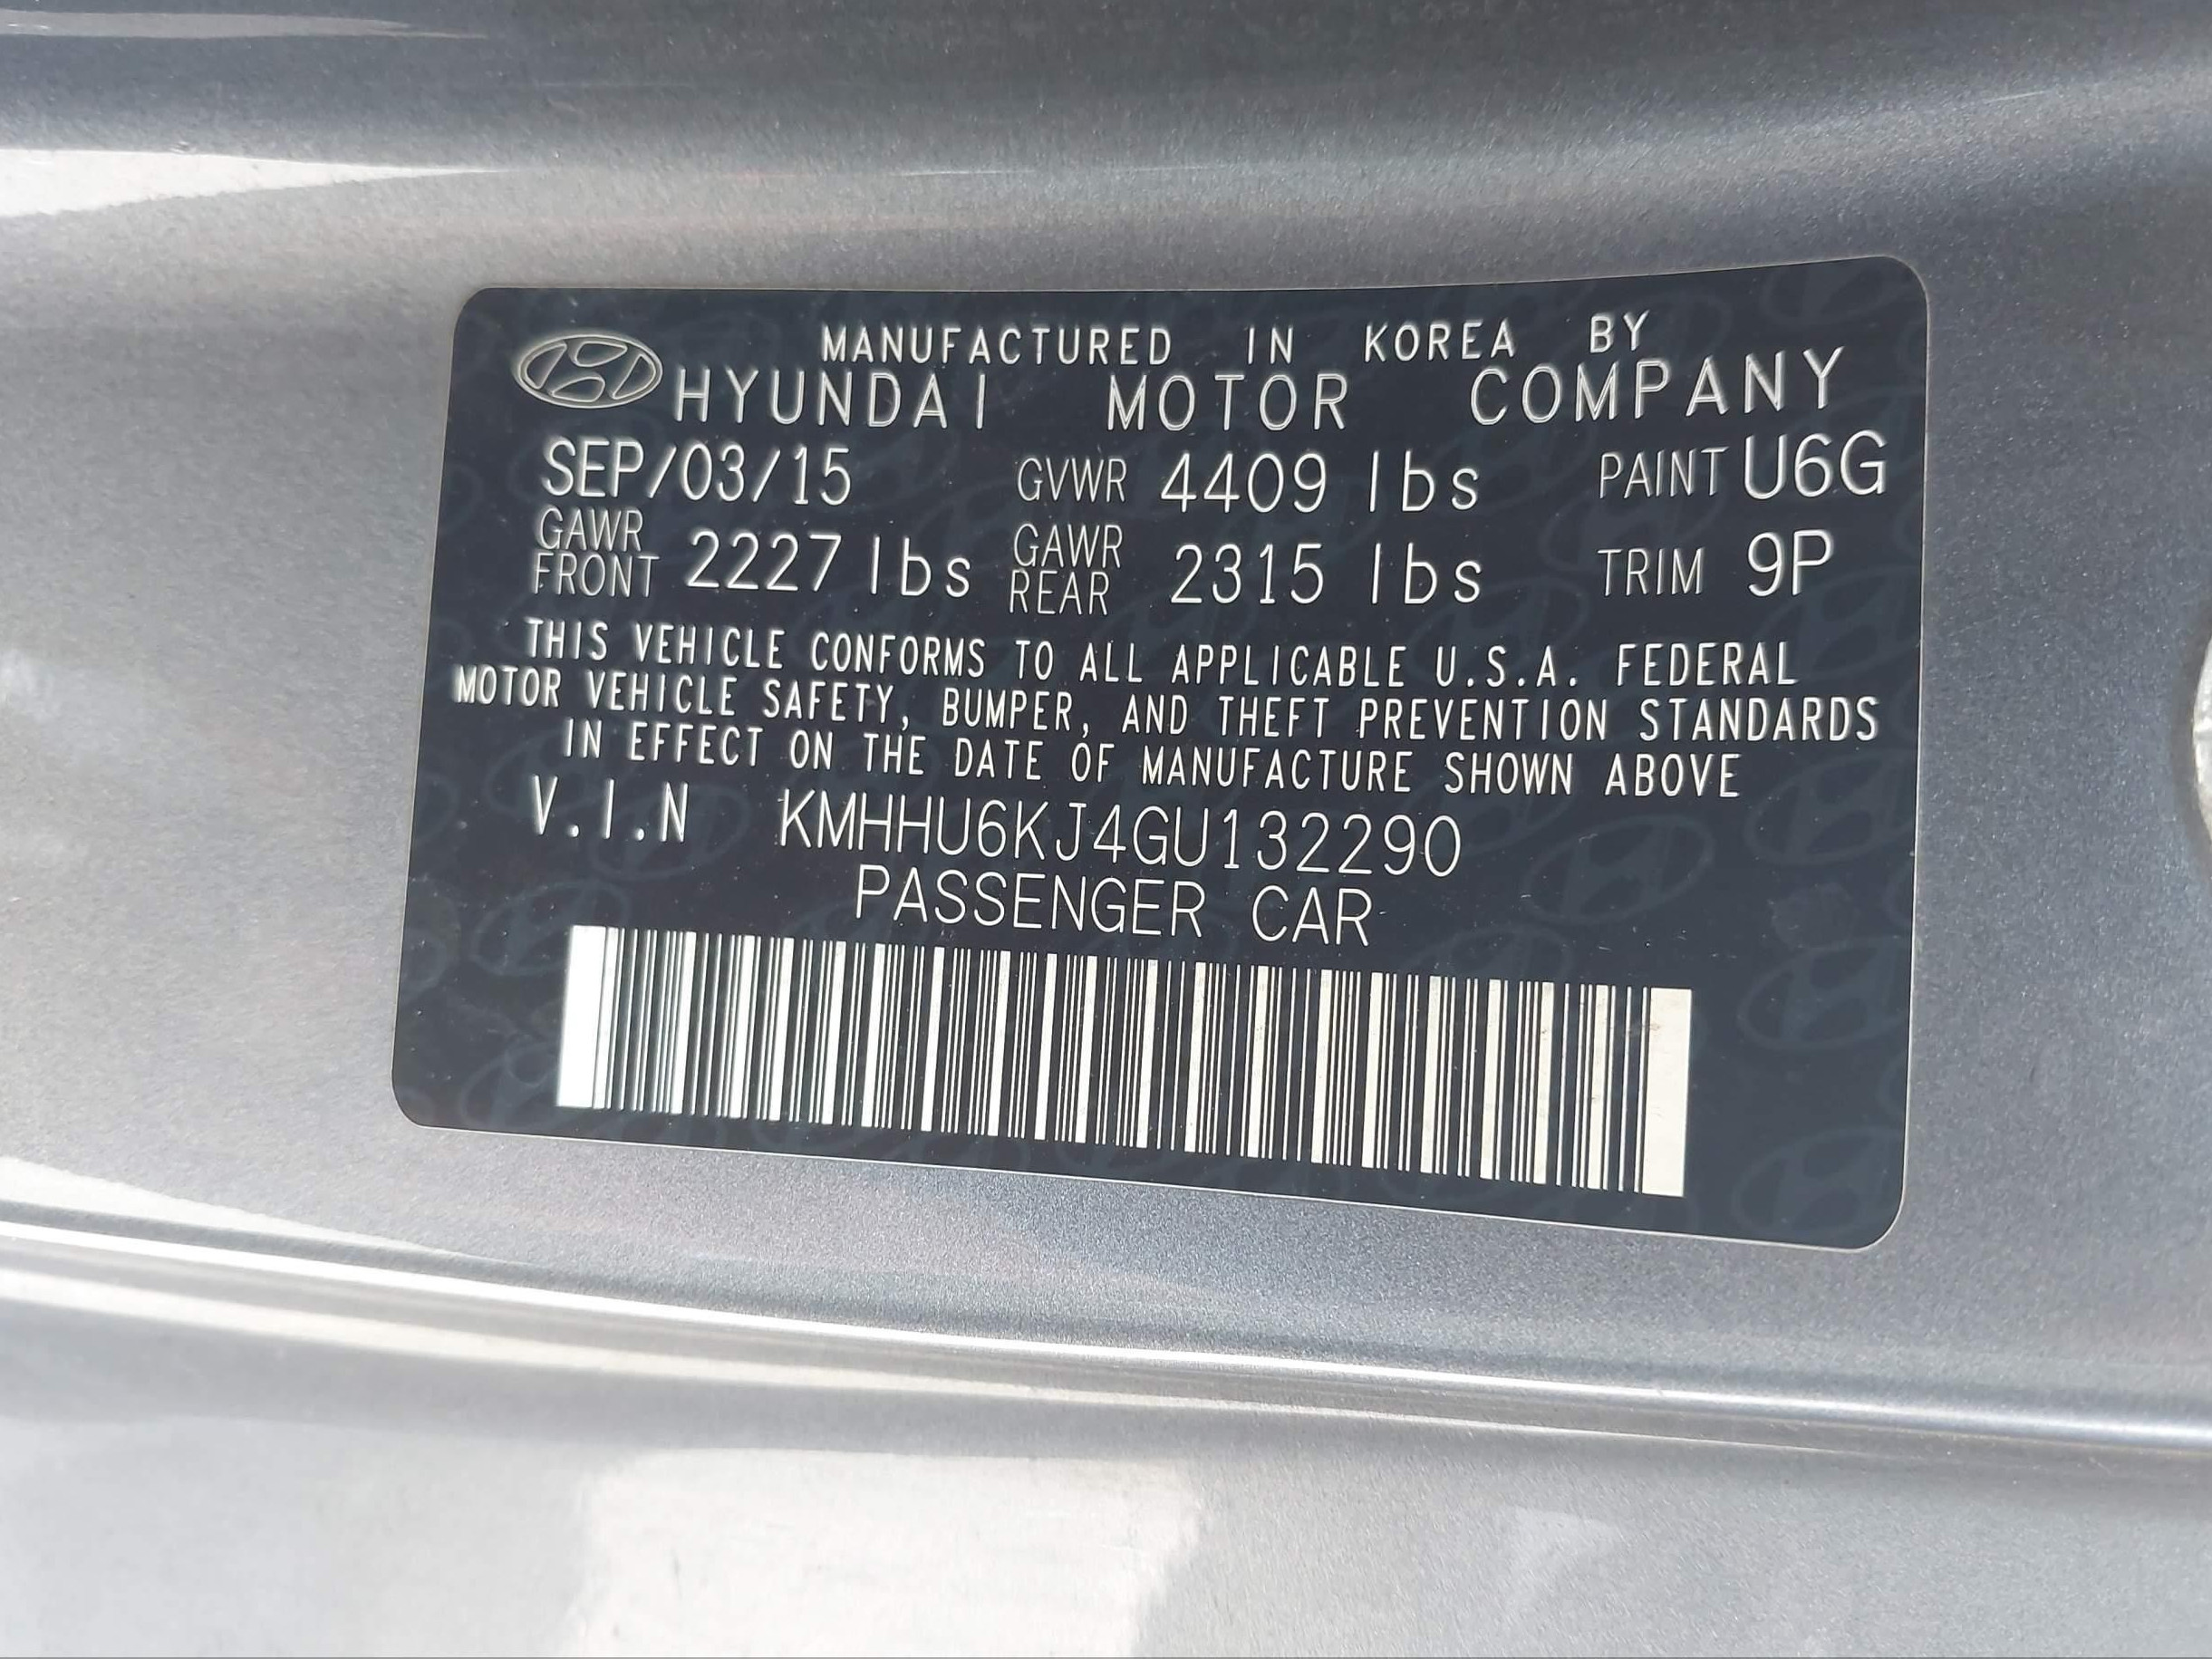 MANUFACTURED IN KOREA BY
HYUNDAI MOTOR COMPANY
SEP/03/15 GVWR 4409 lbs PAINT U6G
GAWR FRONT 2227 lbs GAWR REAR 2315 lbs TRIM 9P
THIS VEHICLE CONFORMS TO ALL APPLICABLE U.S.A. FEDERAL
MOTOR VEHICLE SAFETY, BUMPER, AND THEFT PREVENTION STANDARDS
IN EFFECT ON THE DATE OF MANUFACTURE SHOWN ABOVE
V.I.N KMHHU6KJ4GU132290
PASSENGER CAR